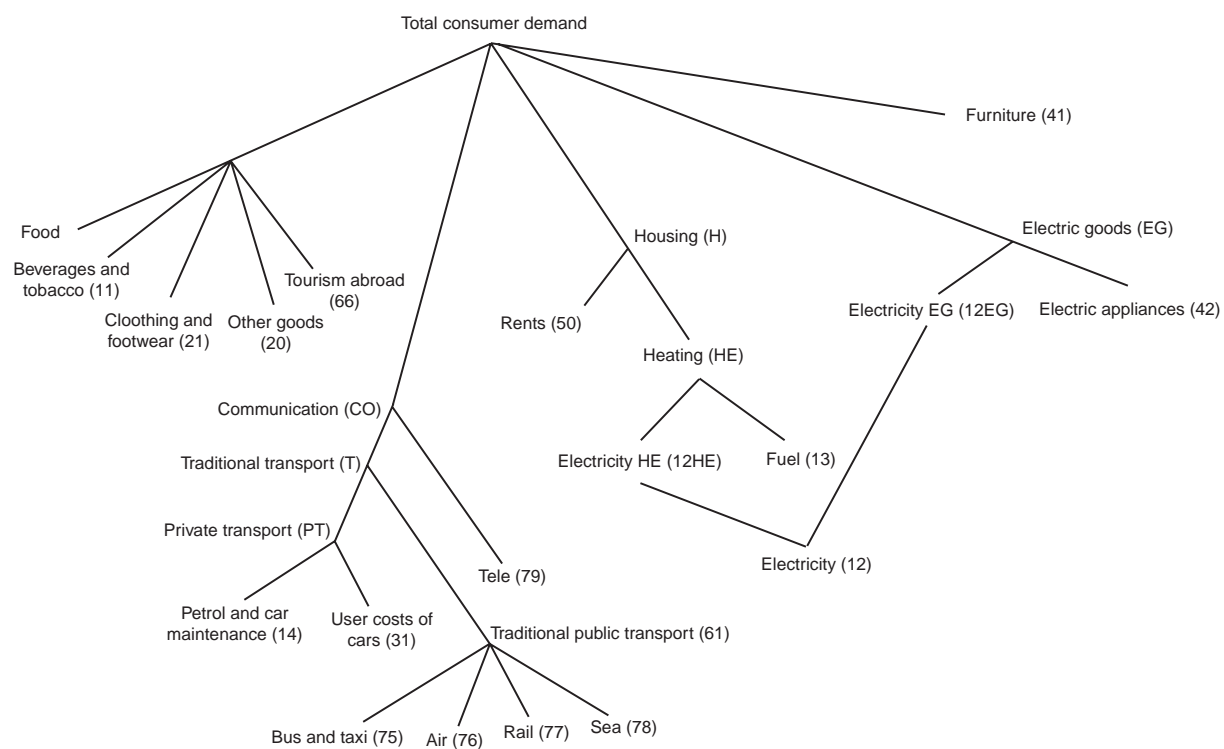 Total consumer demand
Furniture (41)
Food
Beverages and
tobacco (11)
Cloothing and
footwear (21)
Other goods
(20)
Tourism abroad
(66)
Housing (H)
Electric goods (EG)
Rents (50)
Heating (HE)
Electricity EG (12EG)
Electric appliances (42)
Communication (CO)
Traditional transport (T)
Electricity HE (12HE)
Fuel (13)
Private transport (PT)
Tele (79)
Electricity (12)
Petrol and car
maintenance (14)
User costs of
cars (31)
Traditional public transport (61)
Bus and taxi (75)
Air (76)
Rail (77)
Sea (78)